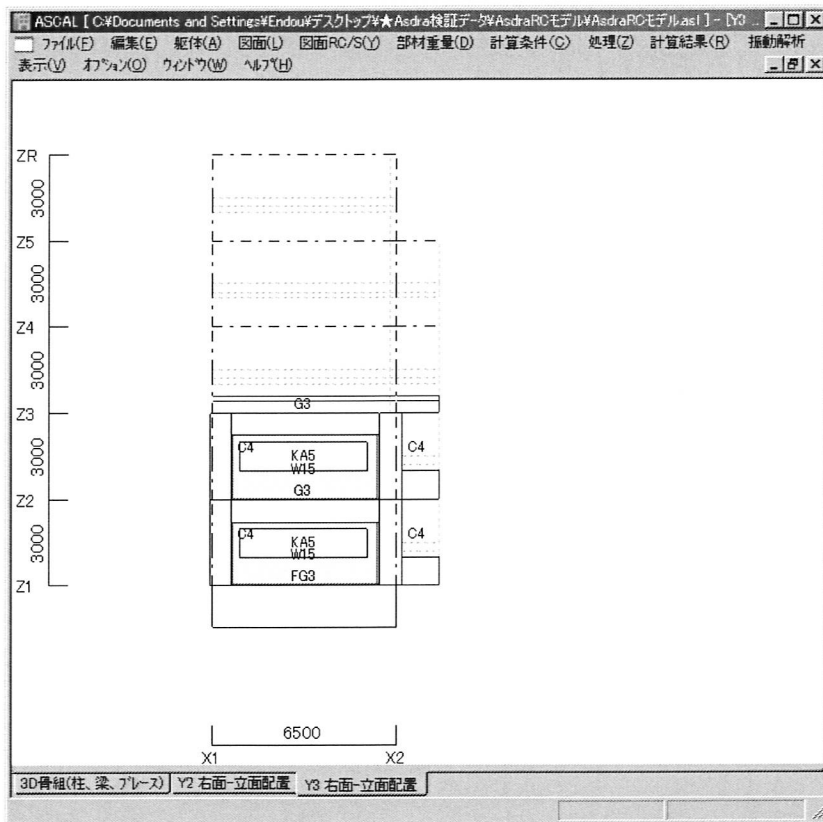 ASCAL [ C:¥Documents and Settings¥Endou¥デスクトップ¥★Asdra検証データ¥AsdraRCモデル¥AsdraRCモデル.asl ] - [Y3 ...
ファイル(F) 編集(E) 躯体(A) 図面(L) 図面RC/S(Y) 部材重量(D) 計算条件(C) 処理(Z) 計算結果(R) 振動解析
表示(V) オプション(O) ウィンドウ(W) ヘルプ(H)
ZR
3000
Z5
3000
Z4
3000
G3
Z3
C4
KA5
W15
C4
3000
G3
Z2
C4
KA5
W15
C4
3000
FG3
Z1
6500
X1
X2
3D骨組(柱、梁、ブレース) Y2 右面-立面配置 Y3 右面-立面配置